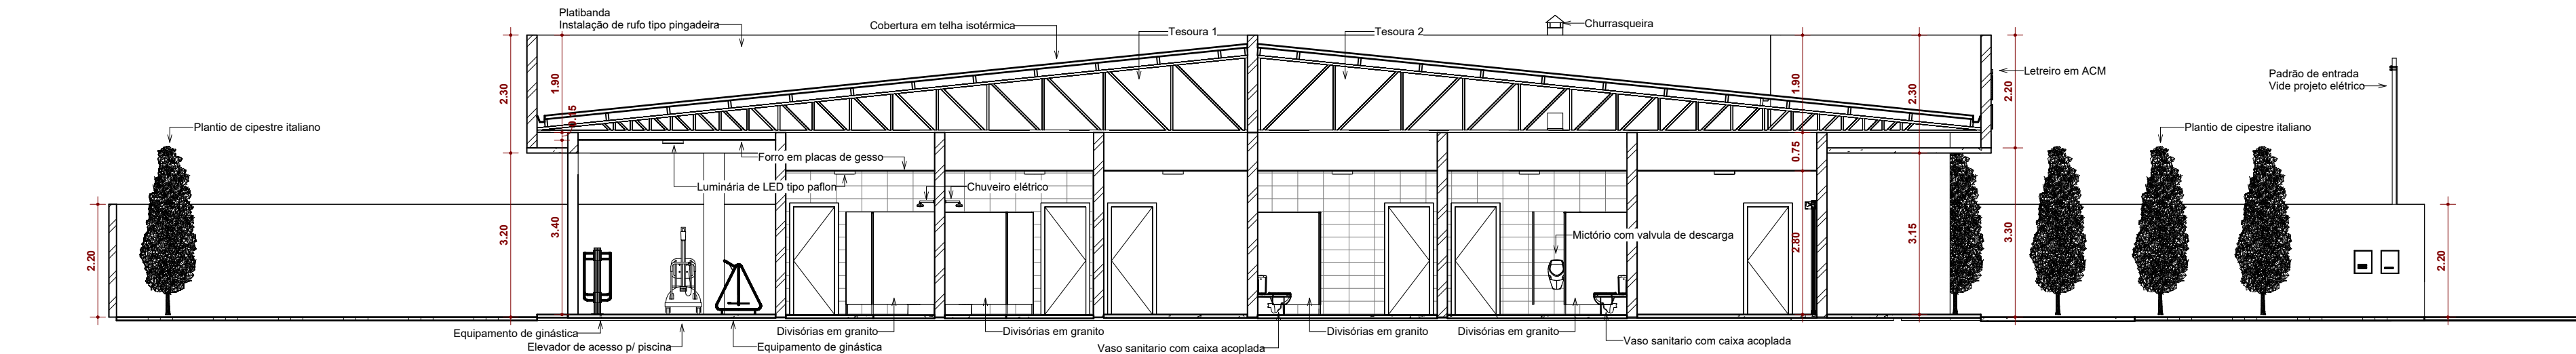 Platibanda
Instalação de rufo tipo pingadeira
Cobertura em telha isotérmica
Tesoura 1
Tesoura 2
Churrasqueira
Letreiro em ACM
Padrão de entrada
Vide projeto elétrico
Plantio de cipestre italiano
Plantio de cipestre italiano
2.30
1.90
0.15
1.90
2.30
2.20
Forro em placas de gesso
Luminária de LED tipo paflon
Chuveiro elétrico
0.75
Mictório com valvula de descarga
2.20
3.20
3.40
2.80
3.15
3.30
2.20
Equipamento de ginástica
Elevador de acesso p/ piscina
Equipamento de ginástica
Divisórias em granito
Divisórias em granito
Vaso sanitario com caixa acoplada
Divisórias em granito
Divisórias em granito
Vaso sanitario com caixa acoplada